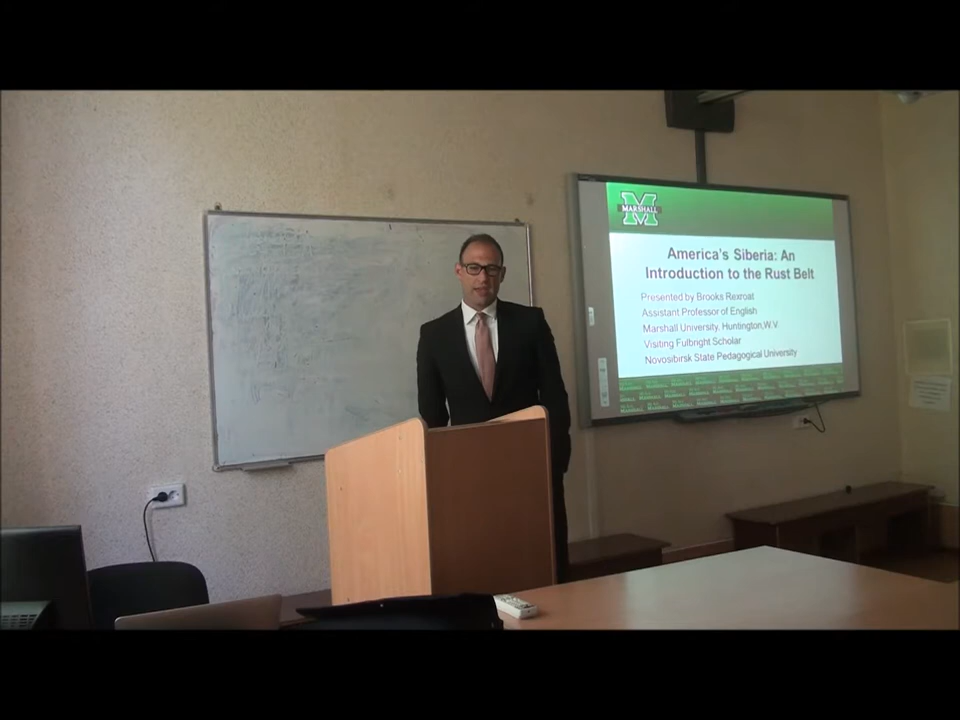 MARSHALL
America's Siberia: An
Introduction to the Rust Belt
Presented by Brooks Rexroat
Assistant Professor of English
Marshall University, Huntington,W.V
Visiting Fulbright Scholar
Novosibirsk State Pedagogical University